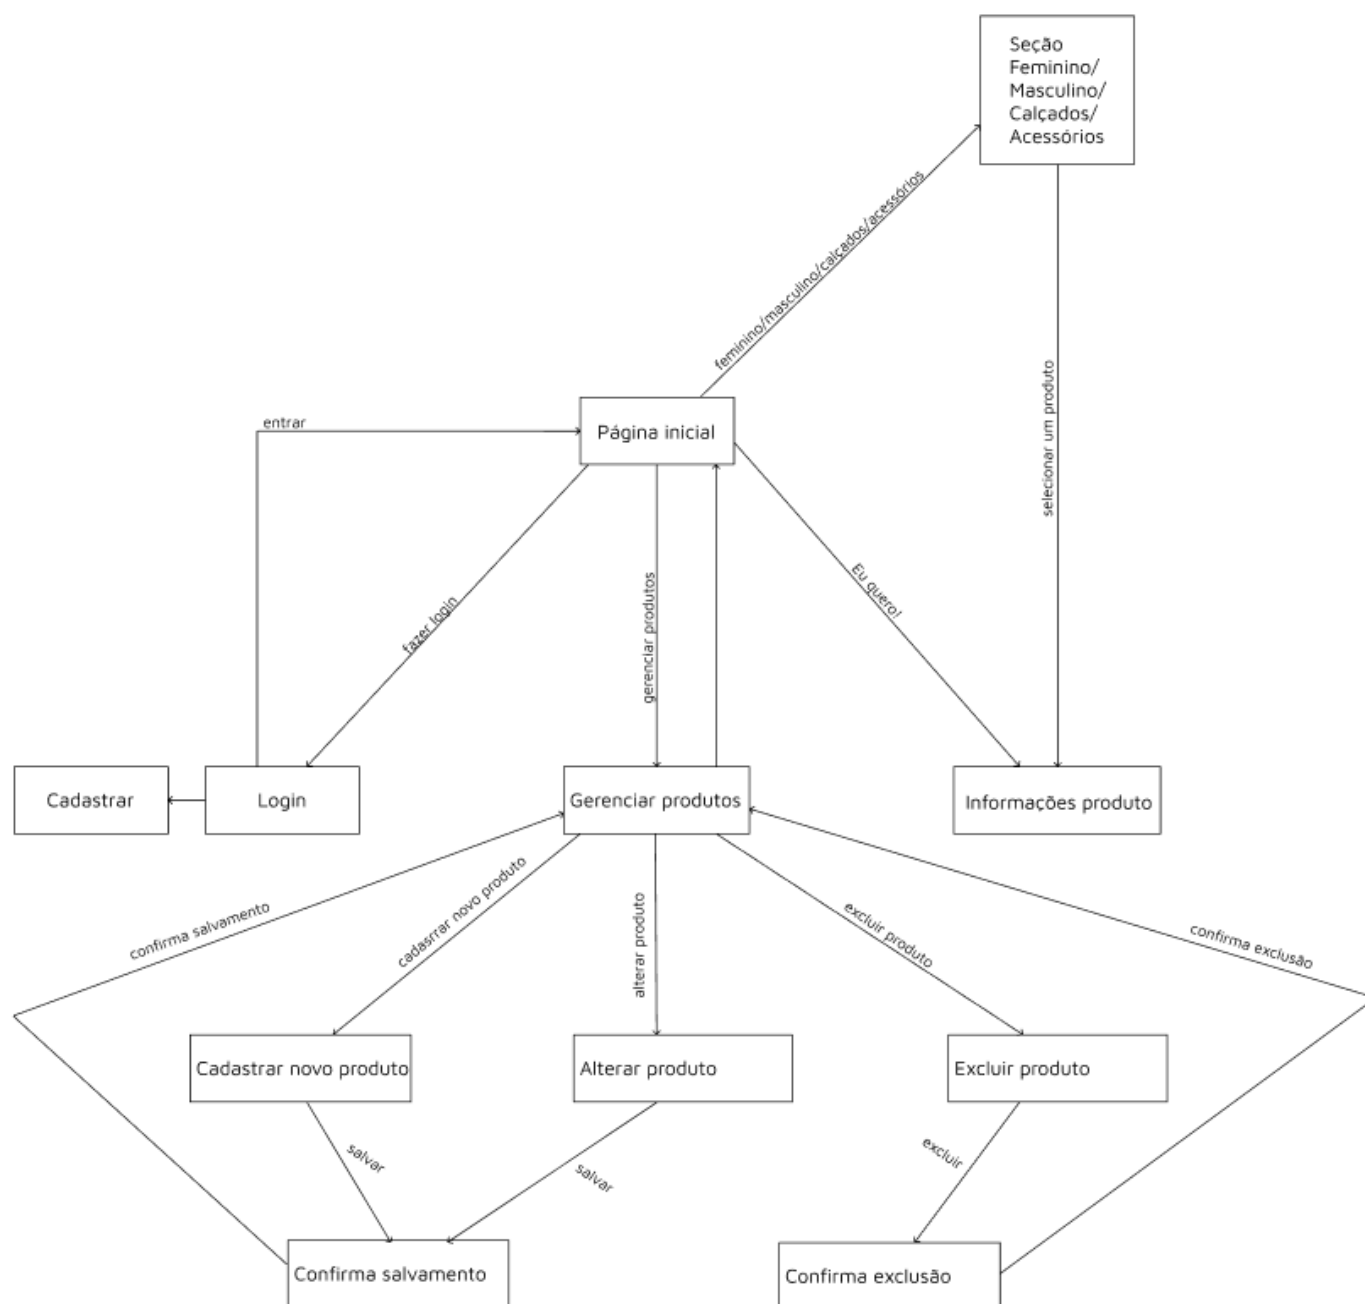 Seção
Feminino/
Masculino/
Calçados/
Acessórios
feminino/masculino/calçados/acessórios
selecionar um produto
entrar
Página inicial
fazer login
gerenciar produtos
Eu quero!
Cadastrar
Login
Gerenciar produtos
Informações produto
confirma salvamento
cadasrrar novo produto
alterar produto
excluir produto
confirma exclusão
Cadastrar novo produto
Alterar produto
Excluir produto
salvar
salvar
excluir
Confirma salvamento
Confirma exclusão